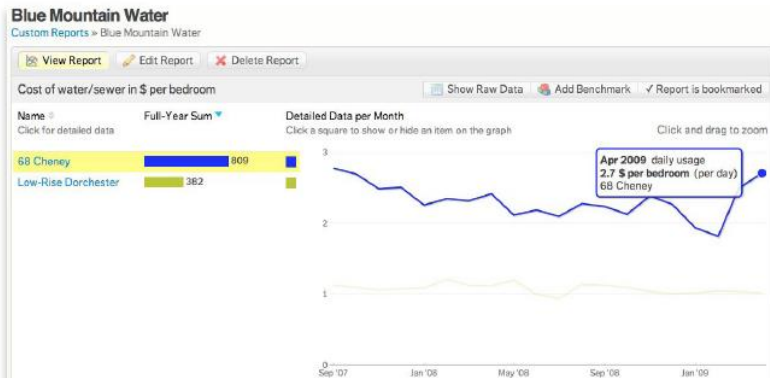 Blue Mountain Water
Custom Reports » Blue Mountain Water
View Report Edit Report Delete Report
Cost of water/sewer in $ per bedroom
Show Raw Data Add Benchmark ✓ Report is bookmarked
Name Full-Year Sum Detailed Data per Month
Click for detailed data Click a square to show or hide an item on the graph Click and drag to zoom
68 Cheney 809
Low-Rise Dorchester 382
3
Apr 2009 daily usage
2.7 $ per bedroom (per day)
68 Cheney
2
1
0
Sep '07 Jan '08 May '08 Sep '08 Jan '09